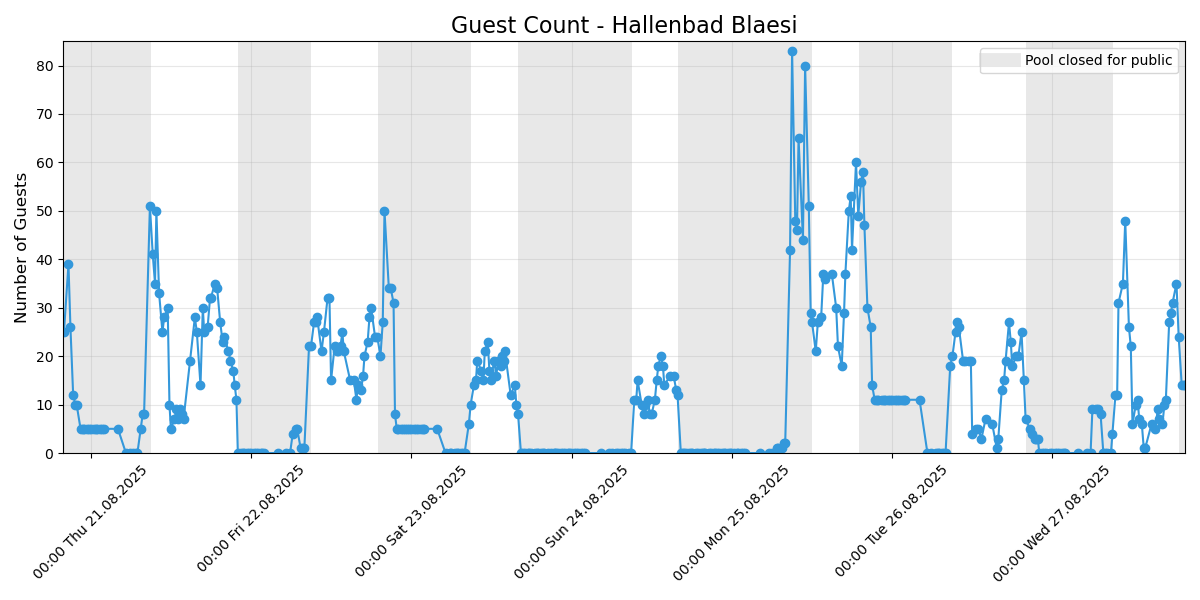 Guest Count - Hallenbad Blaesi
Pool closed for public
Number of Guests
80
70
60
50
40
30
20
10
0
00:00 Thu 21.08.2025
00:00 Fri 22.08.2025
00:00 Sat 23.08.2025
00:00 Sun 24.08.2025
00:00 Mon 25.08.2025
00:00 Tue 26.08.2025
00:00 Wed 27.08.2025